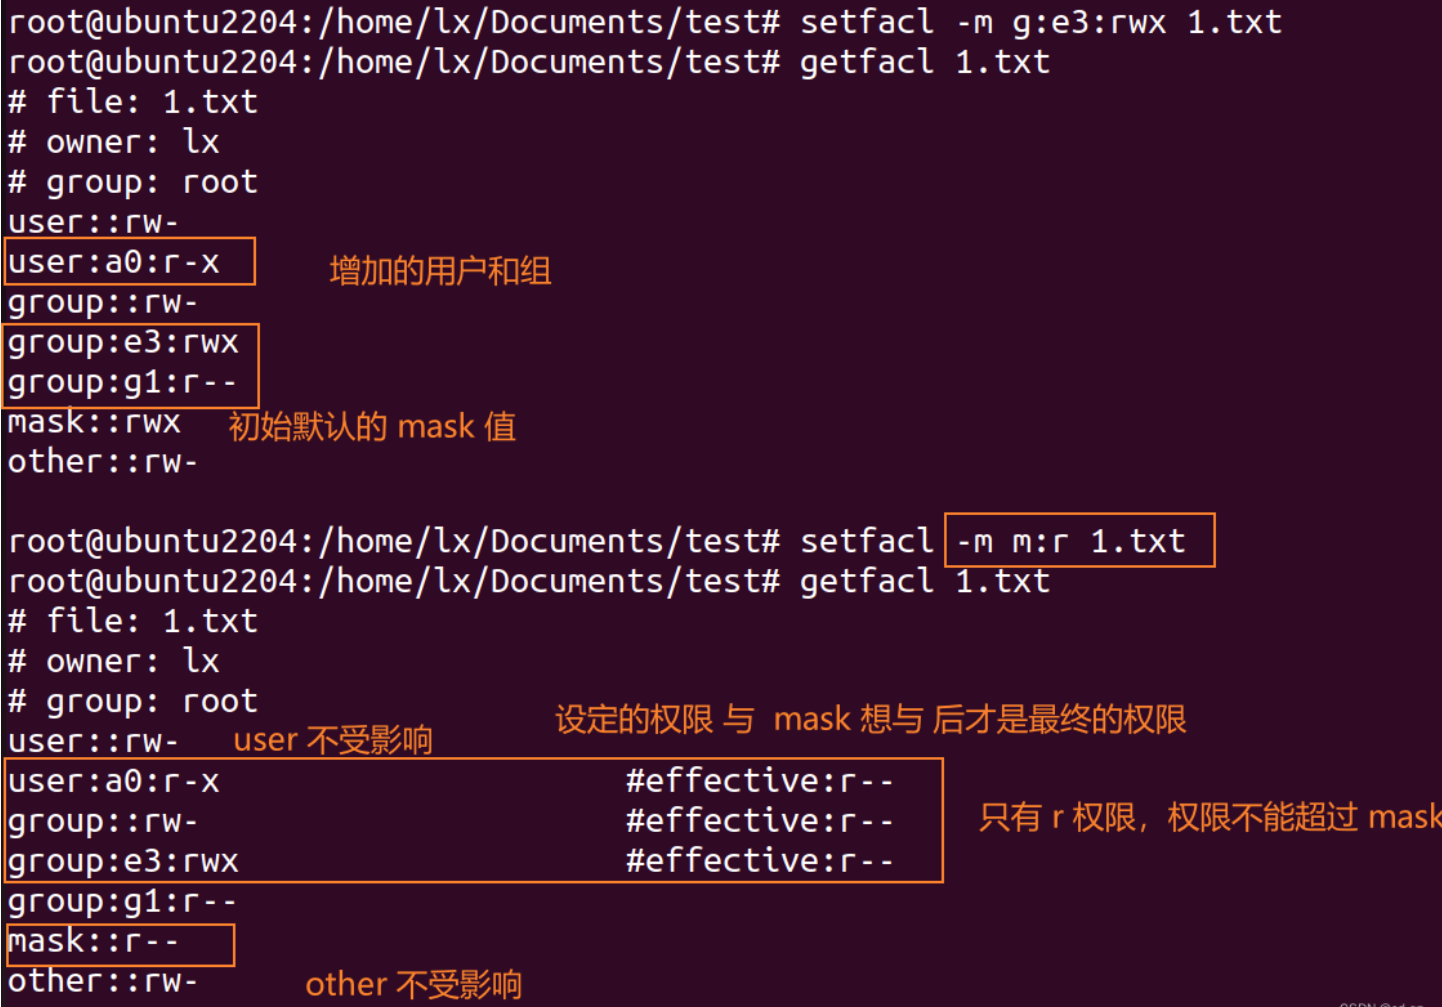 root@ubuntu2204:/home/lx/Documents/test# setfacl -m g:e3:rwx 1.txt
root@ubuntu2204:/home/lx/Documents/test# getfacl 1.txt
# file: 1.txt
# owner: lx
# group: root
user::rw-
user:a0:r-x 增加的用户和组
group::rw-
group:e3:rwx
group:g1:r--
mask::rwx 初始默认的 mask 值
other::rw-
root@ubuntu2204:/home/lx/Documents/test# setfacl -m m:r 1.txt
root@ubuntu2204:/home/lx/Documents/test# getfacl 1.txt
# file: 1.txt
# owner: lx
# group: root 设定的权限 与 mask 想与 后才是最终的权限
user::rw- user 不受影响
user:a0:r-x #effective:r--
group::rw- #effective:r-- 只有 r 权限，权限不能超过 mask
group:e3:rwx #effective:r--
group:g1:r--
mask::r--
other::rw- other 不受影响